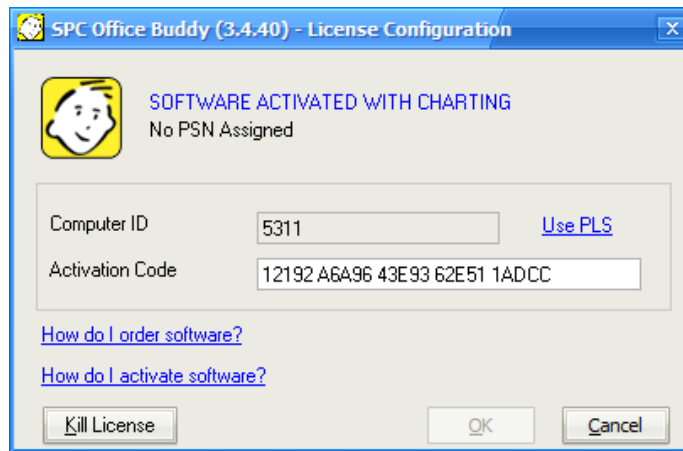 SPC Office Buddy (3.4.40) - License Configuration
SOFTWARE ACTIVATED WITH CHARTING
No PSN Assigned
Computer ID 5311 Use PLS
Activation Code 12192 A6A96 43E93 62E51 1ADCC
How do I order software?
How do I activate software?
Kill License OK Cancel